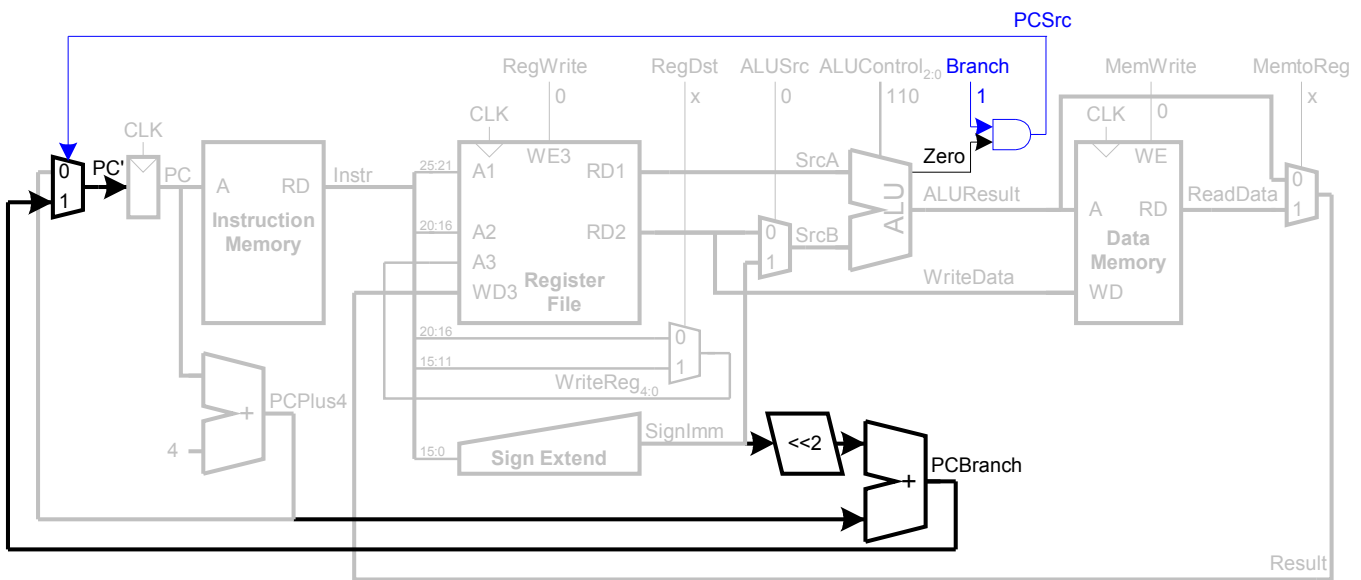 PCSrc
RegWrite RegDst ALUSrc ALUControl2:0 Branch MemWrite MemtoReg
0 x 0 110 1 0 x
CLK CLK CLK
WE3 Zero WE
0 PC' PC A RD Instr 25:21 A1 RD1 SrcA
1 Instruction Memory ALU ALUResult 0
20:16 A2 RD2 0 SrcB A RD ReadData 1
A3 1 Data Memory
WD3 Register File WriteData WD
20:16 0
15:11 1
WriteReg4:0
PCPlus4
+
4 15:0 Sign Extend SignImm <<2
PCBranch
+
Result